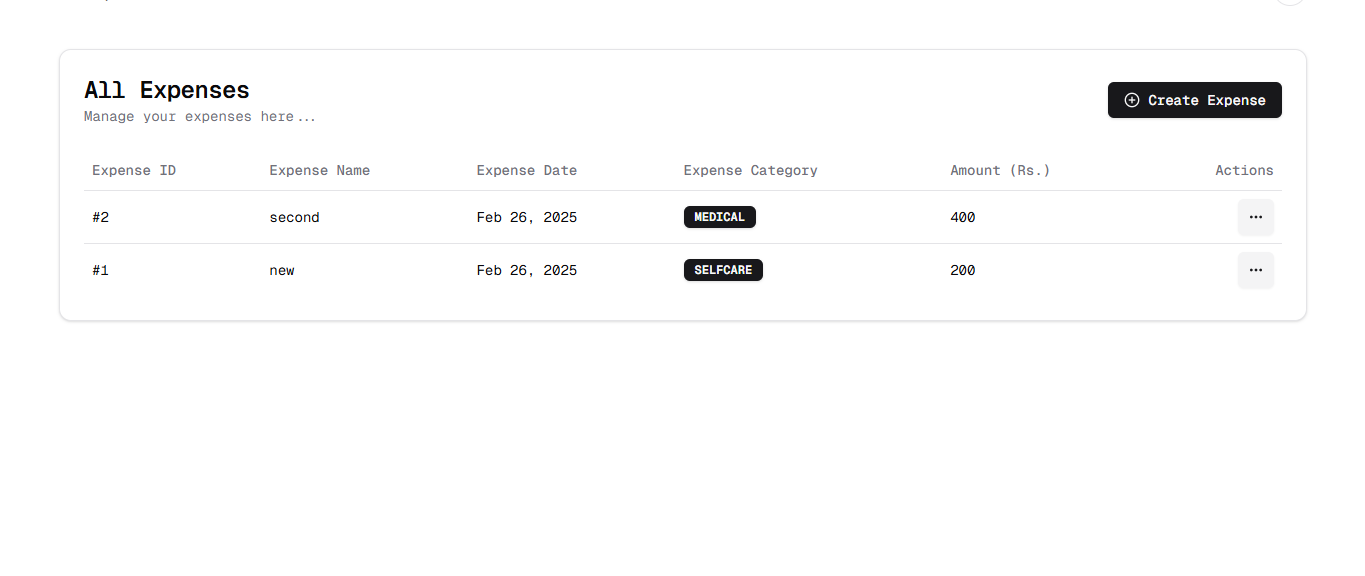 All Expenses
Manage your expenses here...
Create Expense
Expense ID Expense Name Expense Date Expense Category Amount (Rs.) Actions
#2 second Feb 26, 2025 MEDICAL 400
#1 new Feb 26, 2025 SELFCARE 200